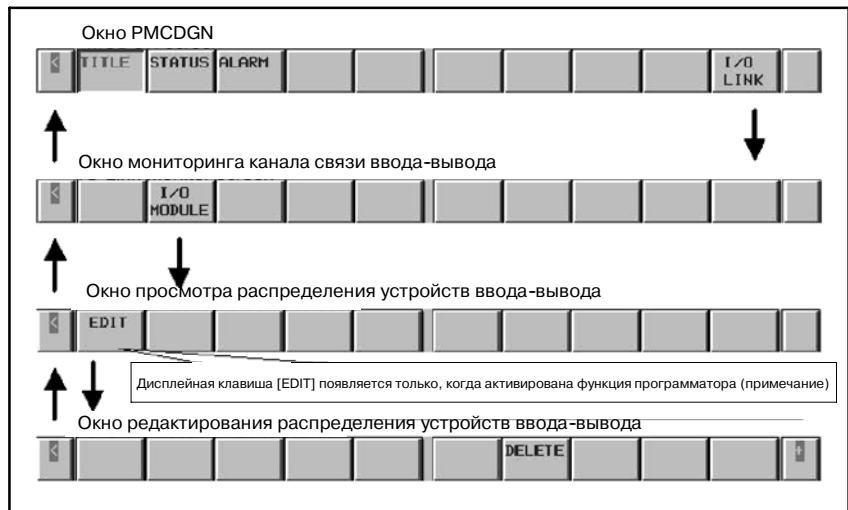 Окно PMCDGN
< TITLE STATUS ALARM I/O LINK
Окно мониторинга канала связи ввода-вывода
< I/O MODULE
Окно просмотра распределения устройств ввода-вывода
< EDIT
Дисплейная клавиша [EDIT] появляется только, когда активирована функция программатора (примечание)
Окно редактирования распределения устройств ввода-вывода
< DELETE +